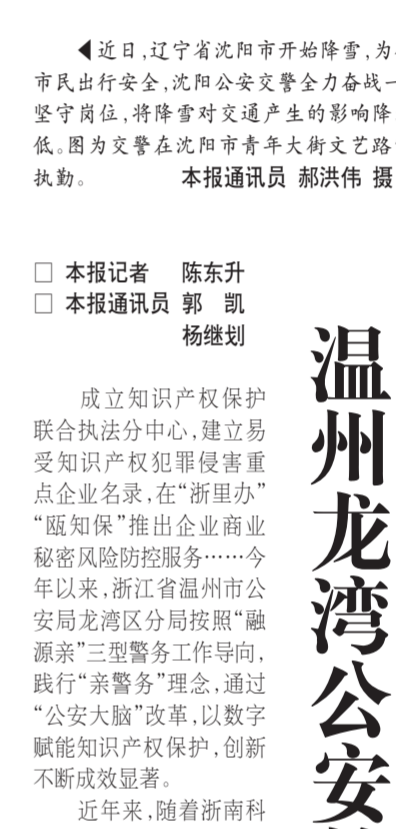 ◀近日,辽宁省沈阳市开始降雪,为
市民出行安全,沈阳公安交警全力奋战一
坚守岗位,将降雪对交通产生的影响降
低。图为交警在沈阳市青年大街文艺路
执勤。 本报通讯员 郝洪伟 摄
□ 本报记者 陈东升
□ 本报通讯员 郭 凯
杨继划
成立知识产权保护
联合执法分中心,建立易
受知识产权犯罪侵害重
点企业名录,在“浙里办”
“瓯知保”推出企业商业
秘密风险防控服务……今
年以来,浙江省温州市公
安局龙湾区分局按照“融
源亲”三型警务工作导向,
践行“亲警务”理念,通过
“公安大脑”改革,以数字
赋能知识产权保护,创新
不断成效显著。
近年来,随着浙南科
温州龙湾公安